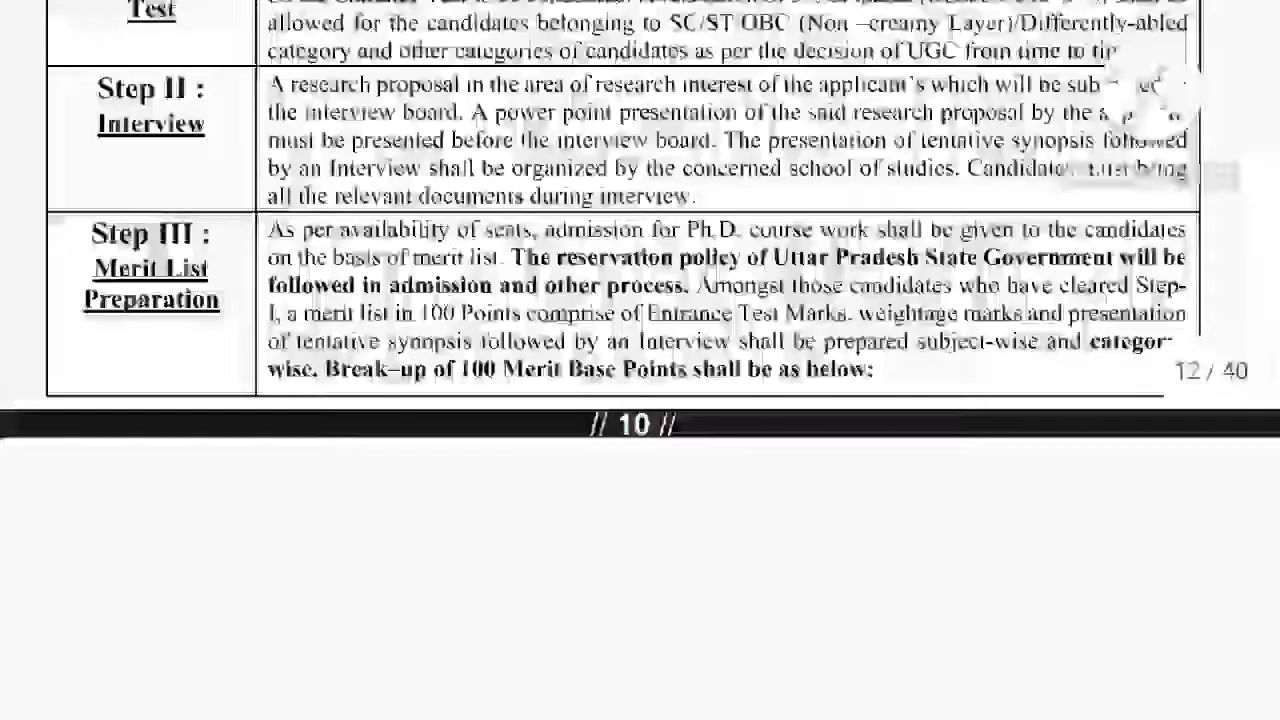 Test
allowed for the candidates belonging to SC/ST OBC (Non –creamy Layer)/Differently-abled
category and other categories of candidates as per the decision of UGC from time to
Step II :
Interview
A research proposal in the area of research interest of the applicant's which will be
the interview board. A power point presentation of the said research proposal by the
must be presented before the interview board. The presentation of tentative synopsis followed
by an Interview shall be organized by the concerned school of studies. Candidate must bring
all the relevant documents during interview.
Step III :
Merit List
Preparation
As per availability of seats, admission for Ph.D. course work shall be given to the candidates
on the basis of merit list. The reservation policy of Uttar Pradesh State Government will be
followed in admission and other process. Amongst those candidates who have cleared Step-
I, a merit list in 100 Points comprise of Entrance Test Marks, weightage marks and presentation
of tentative synopsis followed by an Interview shall be prepared subject-wise and categor
wise. Break–up of 100 Merit Base Points shall be as below:
12 / 40
// 10 //